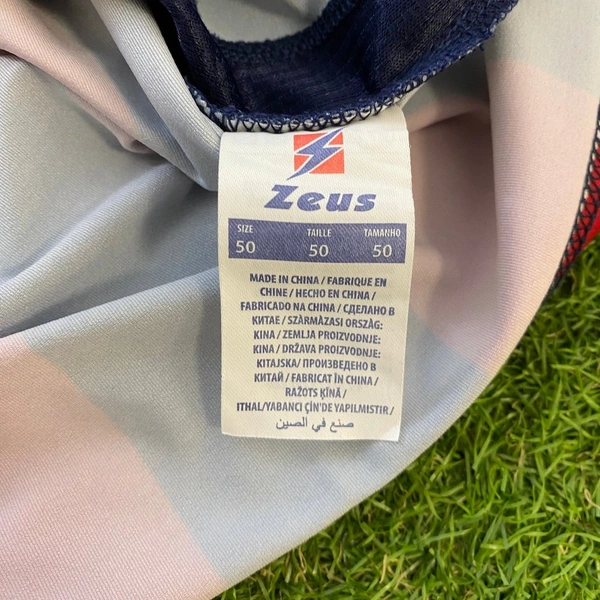 Zeus
SIZE TAILLE TAMANHO
50 50 50
MADE IN CHINA / FABRIQUE EN
CHINE / HECHO EN CHINA /
FABRICADO NA CHINA / СДЕЛАНО В
КИТАЕ / SZÀRMÀZASI ORSZÀG:
KINA / ZEMLJA PROIZVODNJE:
KINA / DRŽAVA PROIZVODNJE:
KITAJSKA / ПРОИЗВЕДЕНО В
КИТАЙ / FABRICAT ÎN CHINA /
RAŽOTS ĶĪNĀ /
ITHAL/YABANCI ÇİN'DE YAPILMISTIR /
صنع في الصين